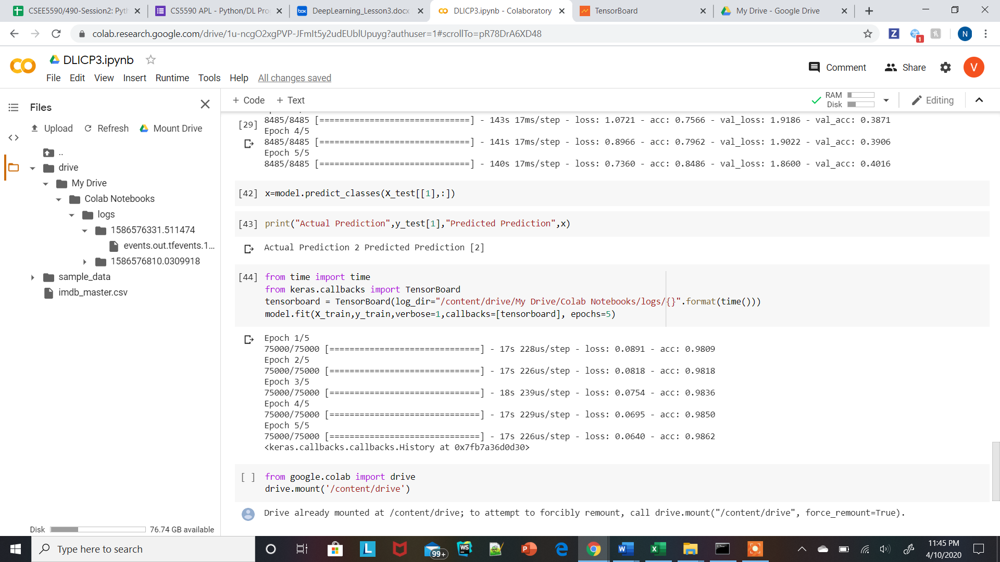 CSEE5590/490-Session2: Pyth
CS5590 APL - Python/DL Pro
box
DeepLearning_Lesson3.docx
DLICP3.ipynb - Colaboratory
TensorBoard
My Drive - Google Drive
colab.research.google.com/drive/1u-ncgO2xgPVP-JFmIt5y2udEUblUpuyg?authuser=1#scrollTo=pR78DrA6XD48
Z
1
N
DLICP3.ipynb
Comment
Share
V
File Edit View Insert Runtime Tools Help All changes saved
Files
+ Code + Text
RAM
Disk
Editing
Upload Refresh Mount Drive
..
drive
My Drive
Colab Notebooks
logs
1586576331.511474
events.out.tfevents.1...
1586576810.0309918
sample_data
imdb_master.csv
Disk 76.74 GB available
[29] 8485/8485 [==============================] - 143s 17ms/step - loss: 1.0721 - acc: 0.7566 - val_loss: 1.9186 - val_acc: 0.3871
Epoch 4/5
8485/8485 [==============================] - 141s 17ms/step - loss: 0.8966 - acc: 0.7962 - val_loss: 1.9022 - val_acc: 0.3906
Epoch 5/5
8485/8485 [==============================] - 140s 17ms/step - loss: 0.7360 - acc: 0.8486 - val_loss: 1.8600 - val_acc: 0.4016
[42] x=model.predict_classes(X_test[[1],:])
[43] print("Actual Prediction",y_test[1],"Predicted Prediction",x)
Actual Prediction 2 Predicted Prediction [2]
[44] from time import time
from keras.callbacks import TensorBoard
tensorboard = TensorBoard(log_dir="/content/drive/My Drive/Colab Notebooks/logs/{}".format(time()))
model.fit(X_train,y_train,verbose=1,callbacks=[tensorboard], epochs=5)
Epoch 1/5
75000/75000 [==============================] - 17s 228us/step - loss: 0.0891 - acc: 0.9809
Epoch 2/5
75000/75000 [==============================] - 17s 226us/step - loss: 0.0818 - acc: 0.9818
Epoch 3/5
75000/75000 [==============================] - 18s 239us/step - loss: 0.0754 - acc: 0.9836
Epoch 4/5
75000/75000 [==============================] - 17s 229us/step - loss: 0.0695 - acc: 0.9850
Epoch 5/5
75000/75000 [==============================] - 17s 226us/step - loss: 0.0640 - acc: 0.9862
<keras.callbacks.callbacks.History at 0x7fb7a36d0d30>
[ ] from google.colab import drive
drive.mount('/content/drive')
Drive already mounted at /content/drive; to attempt to forcibly remount, call drive.mount("/content/drive", force_remount=True).
Type here to search
L
99+
WS
P
W
X
11:45 PM
4/10/2020